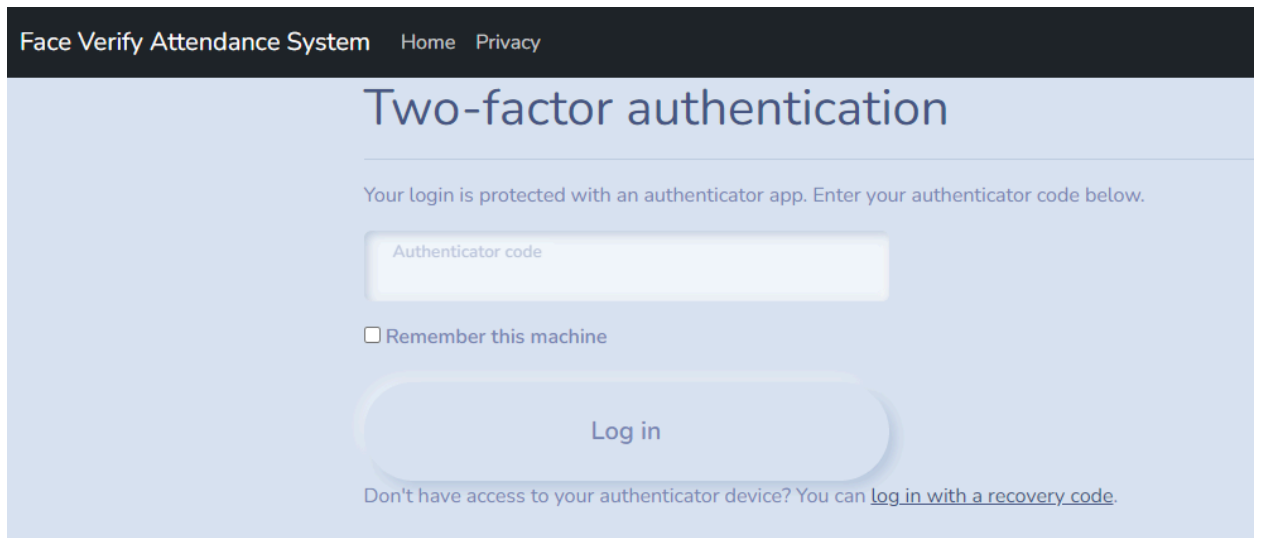 Face Verify Attendance System Home Privacy
Two-factor authentication
Your login is protected with an authenticator app. Enter your authenticator code below.
Authenticator code
Remember this machine
Log in
Don't have access to your authenticator device? You can log in with a recovery code.